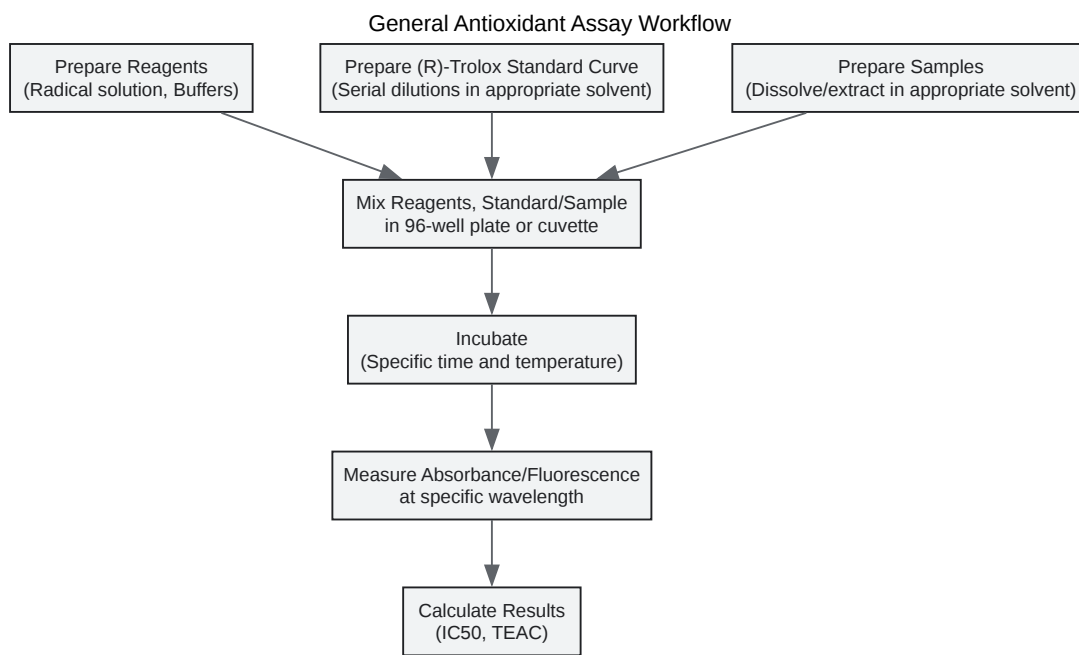 General Antioxidant Assay Workflow
Prepare Reagents
(Radical solution, Buffers)
Prepare (R)-Trolox Standard Curve
(Serial dilutions in appropriate solvent)
Prepare Samples
(Dissolve/extract in appropriate solvent)
Mix Reagents, Standard/Sample
in 96-well plate or cuvette
Incubate
(Specific time and temperature)
Measure Absorbance/Fluorescence
at specific wavelength
Calculate Results
(IC50, TEAC)